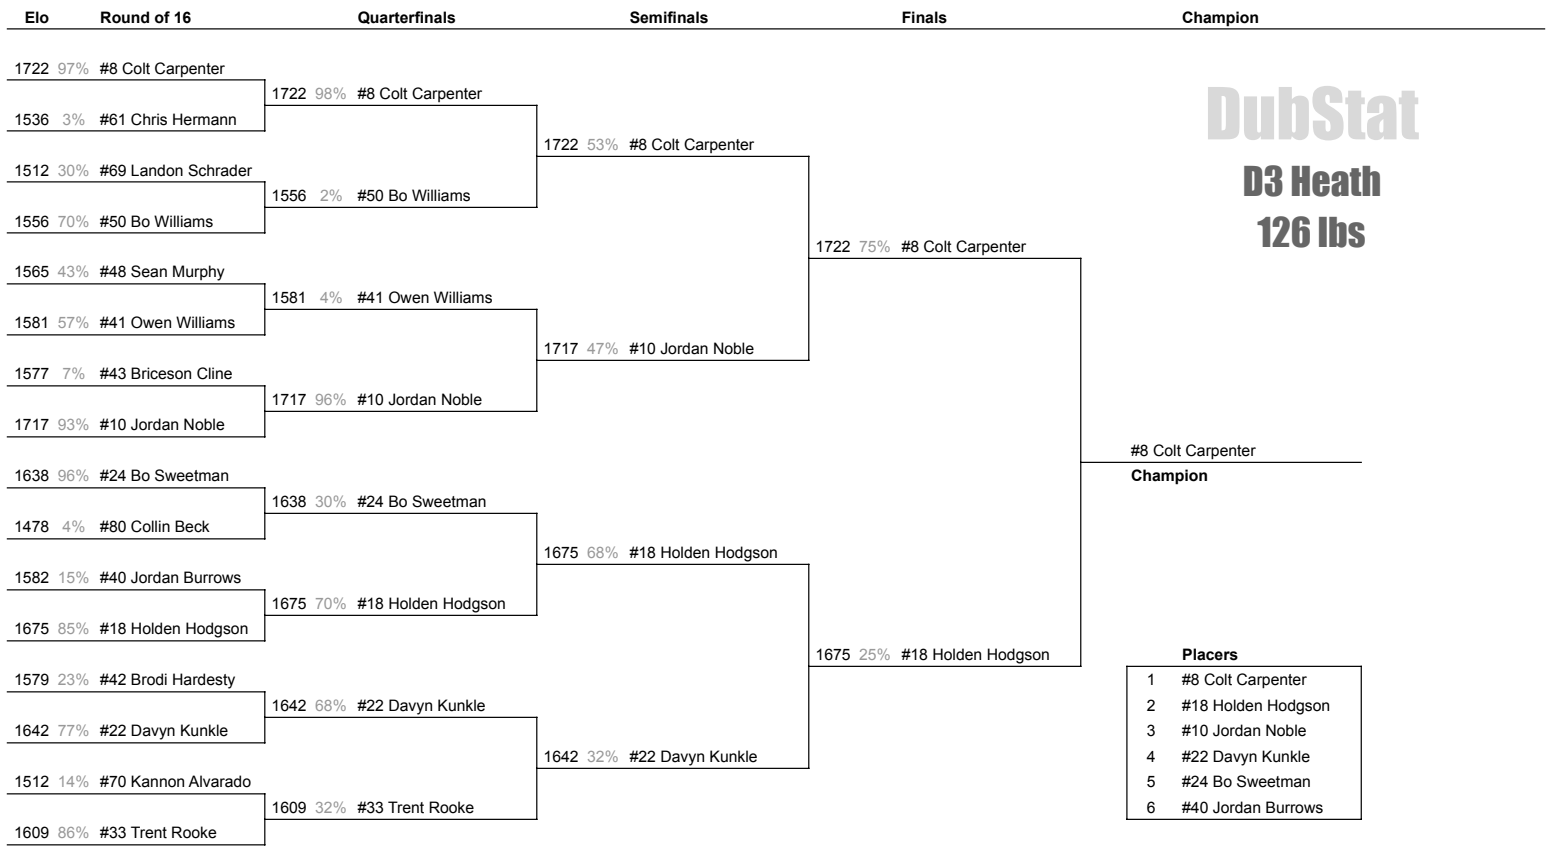 Elo Round of 16 Quarterfinals Semifinals Finals Champion
1722 97% #8 Colt Carpenter
1722 98% #8 Colt Carpenter
1536 3% #61 Chris Hermann
DubStat
1722 53% #8 Colt Carpenter
1512 30% #69 Landon Schrader
D3 Heath
1556 2% #50 Bo Williams
1556 70% #50 Bo Williams
126 lbs
1722 75% #8 Colt Carpenter
1565 43% #48 Sean Murphy
1581 4% #41 Owen Williams
1581 57% #41 Owen Williams
1717 47% #10 Jordan Noble
1577 7% #43 Briceson Cline
1717 96% #10 Jordan Noble
1717 93% #10 Jordan Noble
#8 Colt Carpenter
1638 96% #24 Bo Sweetman
Champion
1638 30% #24 Bo Sweetman
1478 4% #80 Collin Beck
1675 68% #18 Holden Hodgson
1582 15% #40 Jordan Burrows
1675 70% #18 Holden Hodgson
1675 85% #18 Holden Hodgson
1675 25% #18 Holden Hodgson
Placers
1579 23% #42 Brodi Hardesty
1 #8 Colt Carpenter
1642 68% #22 Davyn Kunkle
2 #18 Holden Hodgson
1642 77% #22 Davyn Kunkle
3 #10 Jordan Noble
1642 32% #22 Davyn Kunkle
4 #22 Davyn Kunkle
1512 14% #70 Kannon Alvarado
5 #24 Bo Sweetman
1609 32% #33 Trent Rooke
6 #40 Jordan Burrows
1609 86% #33 Trent Rooke